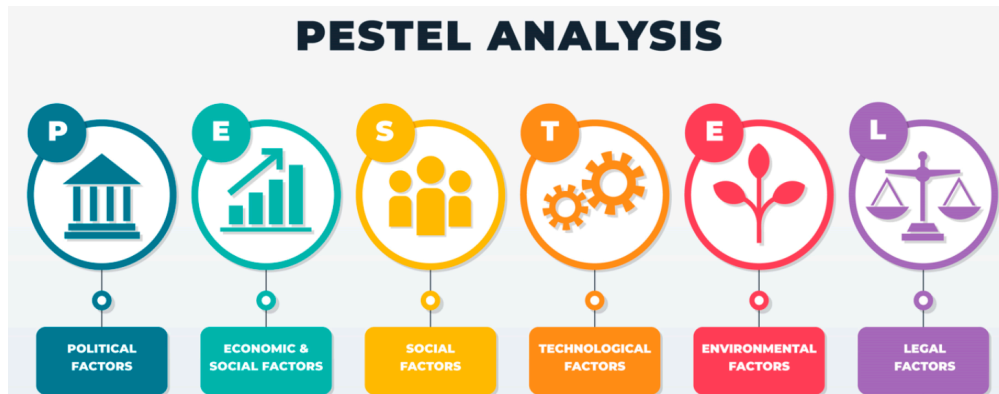 PESTEL ANALYSIS
P
E
S
T
E
L
POLITICAL
FACTORS
ECONOMIC &
SOCIAL FACTORS
SOCIAL
FACTORS
TECHNOLOGICAL
FACTORS
ENVIRONMENTAL
FACTORS
LEGAL
FACTORS